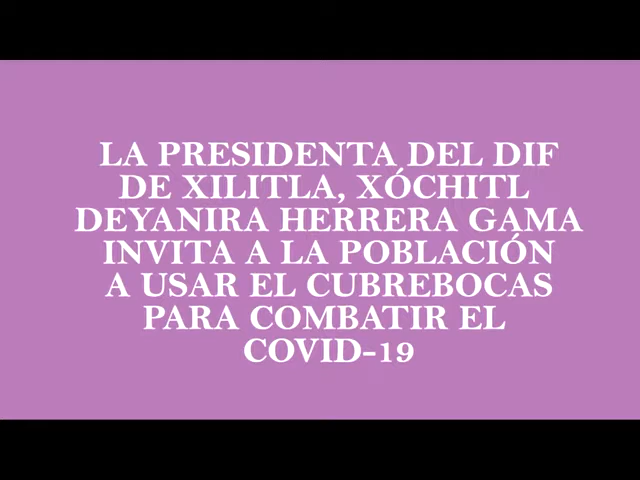 LA PRESIDENTA DEL DIF
DE XILITLA, XÓCHITL
DEYANIRA HERRERA GAMA
INVITA A LA POBLACIÓN
A USAR EL CUBREBOCAS
PARA COMBATIR EL
COVID-19